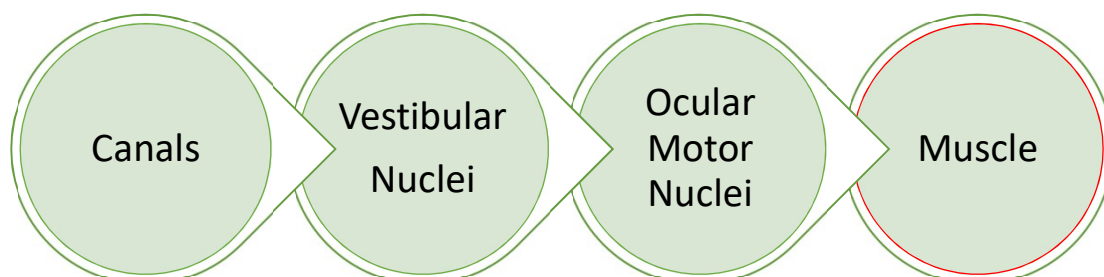 Canals
Vestibular
Nuclei
Ocular
Motor
Nuclei
Muscle